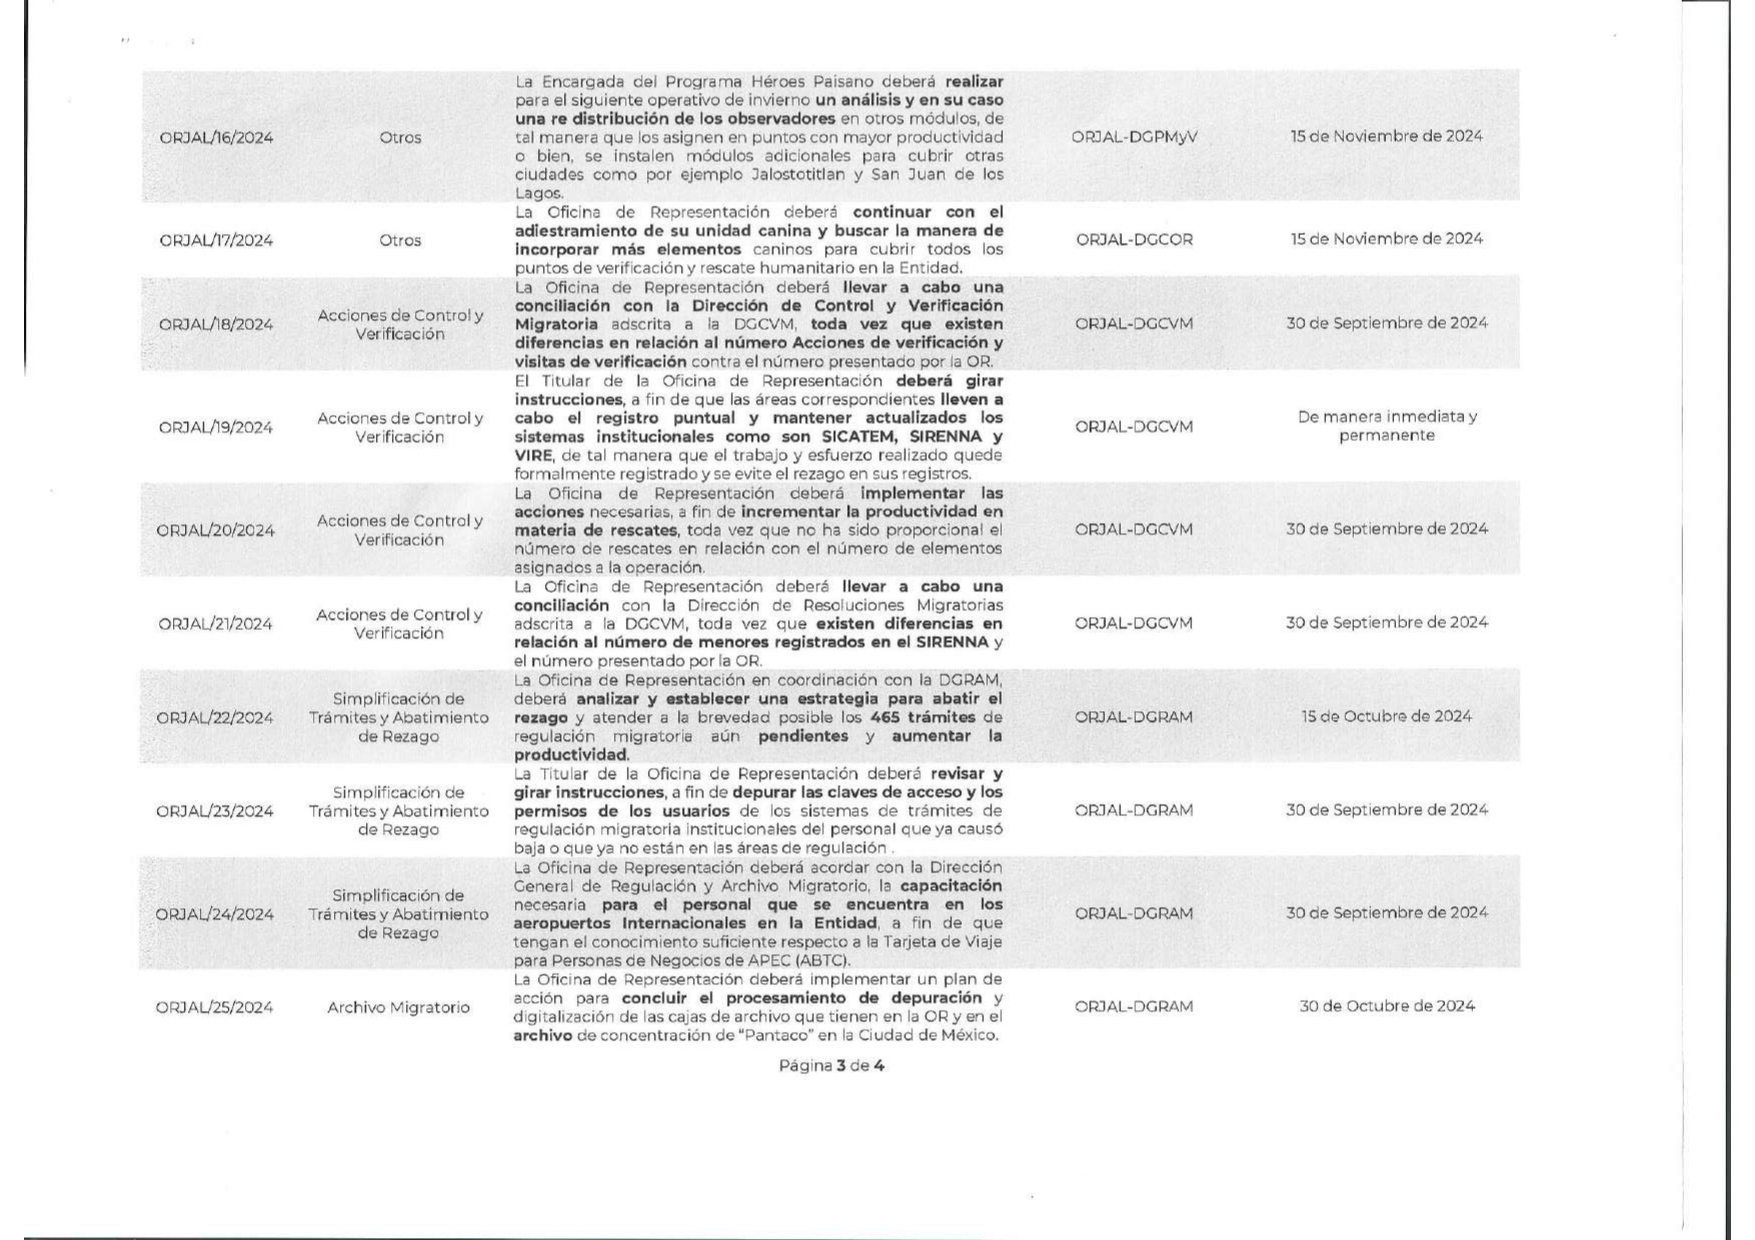 La Encargada del Programa Héroes Paisano deberá realizar
para el siguiente operativo de invierno un análisis y en su caso
una re distribución de los observadores en otros módulos, de
ORJAL/16/2024 Otros tal manera que los asignen en puntos con mayor productividad ORJAL-DGPMyV 15 de Noviembre de 2024
o bien, se instalen módulos adicionales para cubrir otras
ciudades como por ejemplo Jalostotitlan y San Juan de los
Lagos.
La Oficina de Representación deberá continuar con el
adiestramiento de su unidad canina y buscar la manera de
ORJAL/17/2024 Otros incorporar más elementos caninos para cubrir todos los ORJAL-DGCOR 15 de Noviembre de 2024
puntos de verificación y rescate humanitario en la Entidad.
La Oficina de Representación deberá llevar a cabo una
conciliación con la Dirección de Control y Verificación
ORJAL/18/2024 Acciones de Control y Verificación Migratoria adscrita a la DGCVM, toda vez que existen ORJAL-DGCVM 30 de Septiembre de 2024
diferencias en relación al número Acciones de verificación y
visitas de verificación contra el número presentado por la OR.
El Titular de la Oficina de Representación deberá girar
instrucciones, a fin de que las áreas correspondientes lleven a
ORJAL/19/2024 Acciones de Control y Verificación cabo el registro puntual y mantener actualizados los ORJAL-DGCVM De manera inmediata y permanente
sistemas institucionales como son SICATEM, SIRENNA y
VIRE, de tal manera que el trabajo y esfuerzo realizado quede
formalmente registrado y se evite el rezago en sus registros.
La Oficina de Representación deberá implementar las
acciones necesarias, a fin de incrementar la productividad en
ORJAL/20/2024 Acciones de Control y Verificación materia de rescates, toda vez que no ha sido proporcional el ORJAL-DGCVM 30 de Septiembre de 2024
número de rescates en relación con el número de elementos
asignados a la operación.
La Oficina de Representación deberá llevar a cabo una
conciliación con la Dirección de Resoluciones Migratorias
ORJAL/21/2024 Acciones de Control y Verificación adscrita a la DGCVM, toda vez que existen diferencias en ORJAL-DGCVM 30 de Septiembre de 2024
relación al número de menores registrados en el SIRENNA y
el número presentado por la OR.
La Oficina de Representación en coordinación con la DGRAM,
deberá analizar y establecer una estrategia para abatir el
ORJAL/22/2024 Simplificación de Trámites y Abatimiento de Rezago rezago y atender a la brevedad posible los 465 trámites de ORJAL-DGRAM 15 de Octubre de 2024
regulación migratoria aún pendientes y aumentar la
productividad.
La Titular de la Oficina de Representación deberá revisar y
girar instrucciones, a fin de depurar las claves de acceso y los
ORJAL/23/2024 Simplificación de Trámites y Abatimiento de Rezago permisos de los usuarios de los sistemas de trámites de ORJAL-DGRAM 30 de Septiembre de 2024
regulación migratoria institucionales del personal que ya causó
baja o que ya no están en las áreas de regulación .
La Oficina de Representación deberá acordar con la Dirección
General de Regulación y Archivo Migratorio, la capacitación
necesaria para el personal que se encuentra en los
ORJAL/24/2024 Simplificación de Trámites y Abatimiento de Rezago aeropuertos Internacionales en la Entidad, a fin de que ORJAL-DGRAM 30 de Septiembre de 2024
tengan el conocimiento suficiente respecto a la Tarjeta de Viaje
para Personas de Negocios de APEC (ABTC).
La Oficina de Representación deberá implementar un plan de
acción para concluir el procesamiento de depuración y
ORJAL/25/2024 Archivo Migratorio digitalización de las cajas de archivo que tienen en la OR y en el ORJAL-DGRAM 30 de Octubre de 2024
archivo de concentración de "Pantaco" en la Ciudad de México.
Página 3 de 4